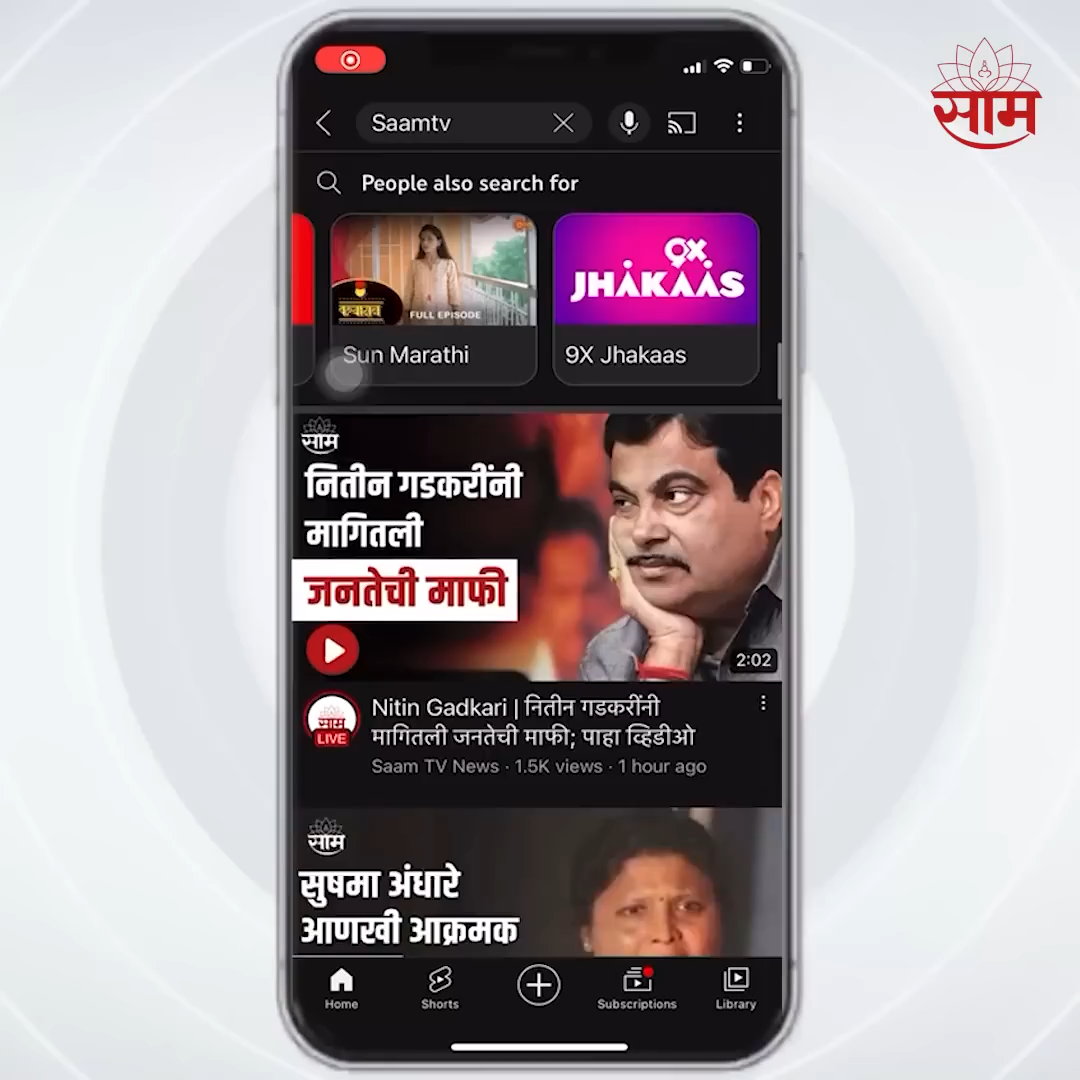 साम
Saamtv
People also search for
FULL EPISODE
JHAKAAS
9X
Sun Marathi
9X Jhakaas
साम
नितीन गडकरींनी
मागितली
जनतेची माफी
2:02
साम
LIVE
Nitin Gadkari | नितीन गडकरींनी
मागितली जनतेची माफी; पाहा व्हिडीओ
Saam TV News · 1.5K views · 1 hour ago
साम
सुषमा अंधारे
आणखी आक्रमक
Home
Shorts
Subscriptions
Library